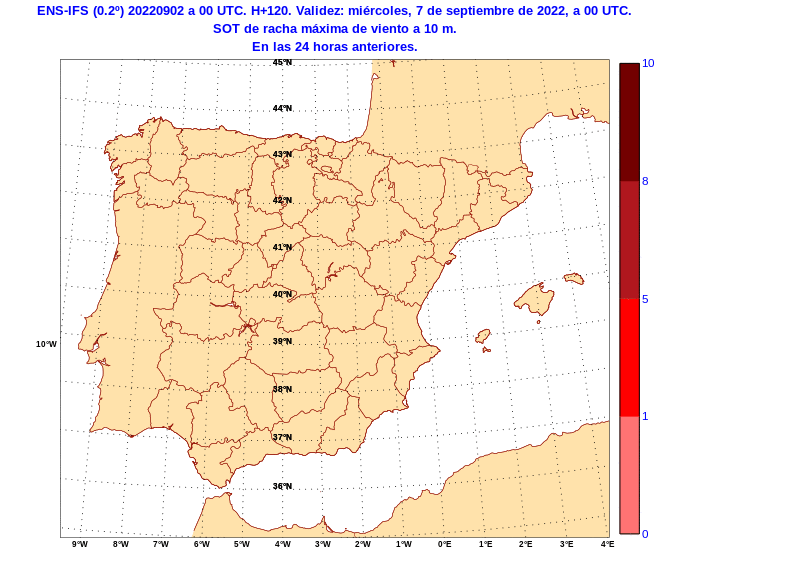 ENS-IFS (0.2º) 20220902 a 00 UTC. H+120. Validez: miércoles, 7 de septiembre de 2022, a 00 UTC.
SOT de racha máxima de viento a 10 m.
En las 24 horas anteriores.
45°N
10
44°N
43°N
8
42°N
41°N
5
40°N
10°W
39°N
38°N
1
37°N
36°N
0
9°W 8°W 7°W 6°W 5°W 4°W 3°W 2°W 1°W 0°E 1°E 2°E 3°E 4°E